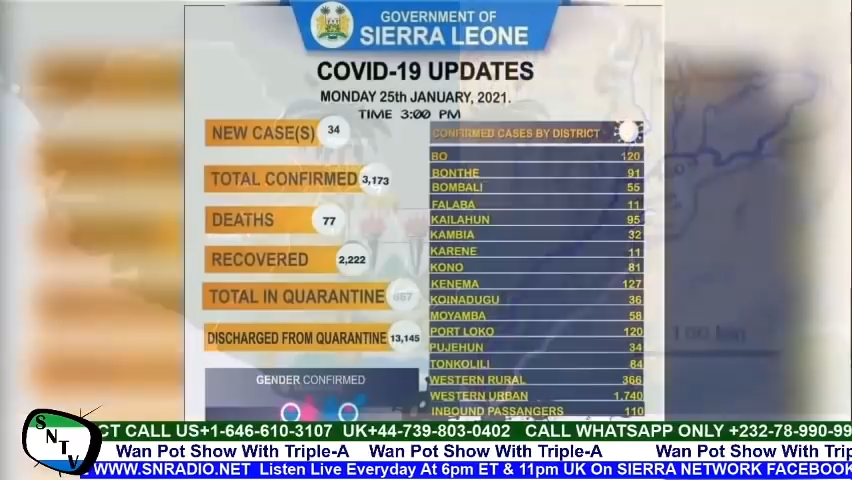 GOVERNMENT OF
SIERRA LEONE
COVID-19 UPDATES
MONDAY 25th JANUARY, 2021.
TIME 3:00 PM
NEW CASE(S) 34
TOTAL CONFIRMED 3,173
DEATHS 77
RECOVERED 2,222
TOTAL IN QUARANTINE
DISCHARGED FROM QUARANTINE 13,145
GENDER CONFIRMED
CONFIRMED CASES BY DISTRICT
BO 120
BONTHE 91
BOMBALI 55
FALABA 11
KAILAHUN 95
KAMBIA 32
KARENE 11
KONO 81
KENEMA 127
KOINADUGU 36
MOYAMBA 58
PORT LOKO 120
PUJEHUN 34
TONKOLILI 84
WESTERN RURAL 366
WESTERN URBAN 1,740
INBOUND PASSANGERS 110
SNTV
CT CALL US+1-646-610-3107 UK+44-739-803-0402 CALL WHATSAPP ONLY +232-78-990-99
Wan Pot Show With Triple-A Wan Pot Show With Triple-A Wan Pot Show With Trip
WWW.SNRADIO.NET Listen Live Everyday At 6pm ET & 11pm UK On SIERRA NETWORK FACEBOOK